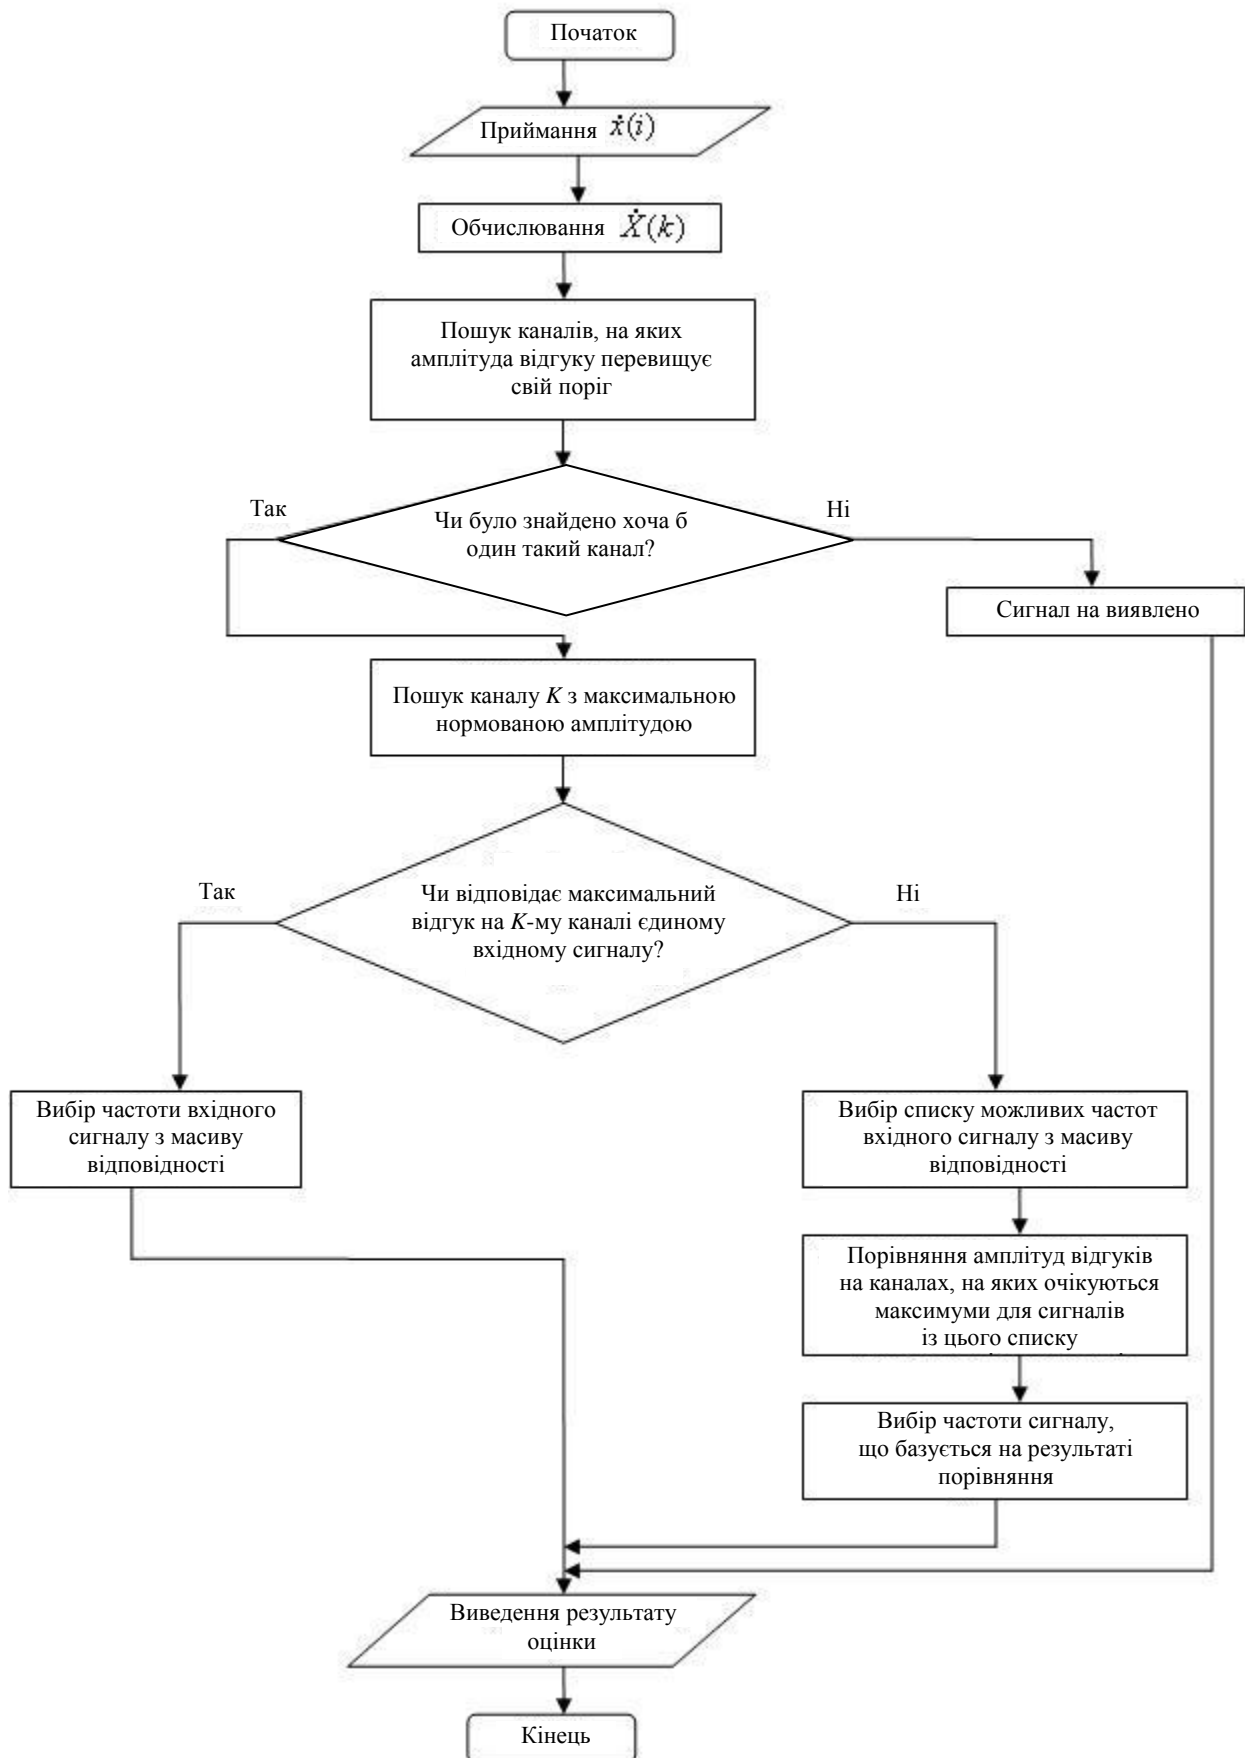 Початок
Приймання ẋ(i)
Обчислювання Ẋ(k)
Пошук каналів, на яких
амплітуда відгуку перевищує
свій поріг
Так
Ні
Чи було знайдено хоча б
один такий канал?
Сигнал на виявлено
Пошук каналу K з максимальною
нормованою амплітудою
Так
Ні
Чи відповідає максимальний
відгук на K-му каналі єдиному
вхідному сигналу?
Вибір частоти вхідного
сигналу з масиву
відповідності
Вибір списку можливих частот
вхідного сигналу з масиву
відповідності
Порівняння амплітуд відгуків
на каналах, на яких очікуються
максимуми для сигналів
із цього списку
Вибір частоти сигналу,
що базується на результаті
порівняння
Виведення результату
оцінки
Кінець